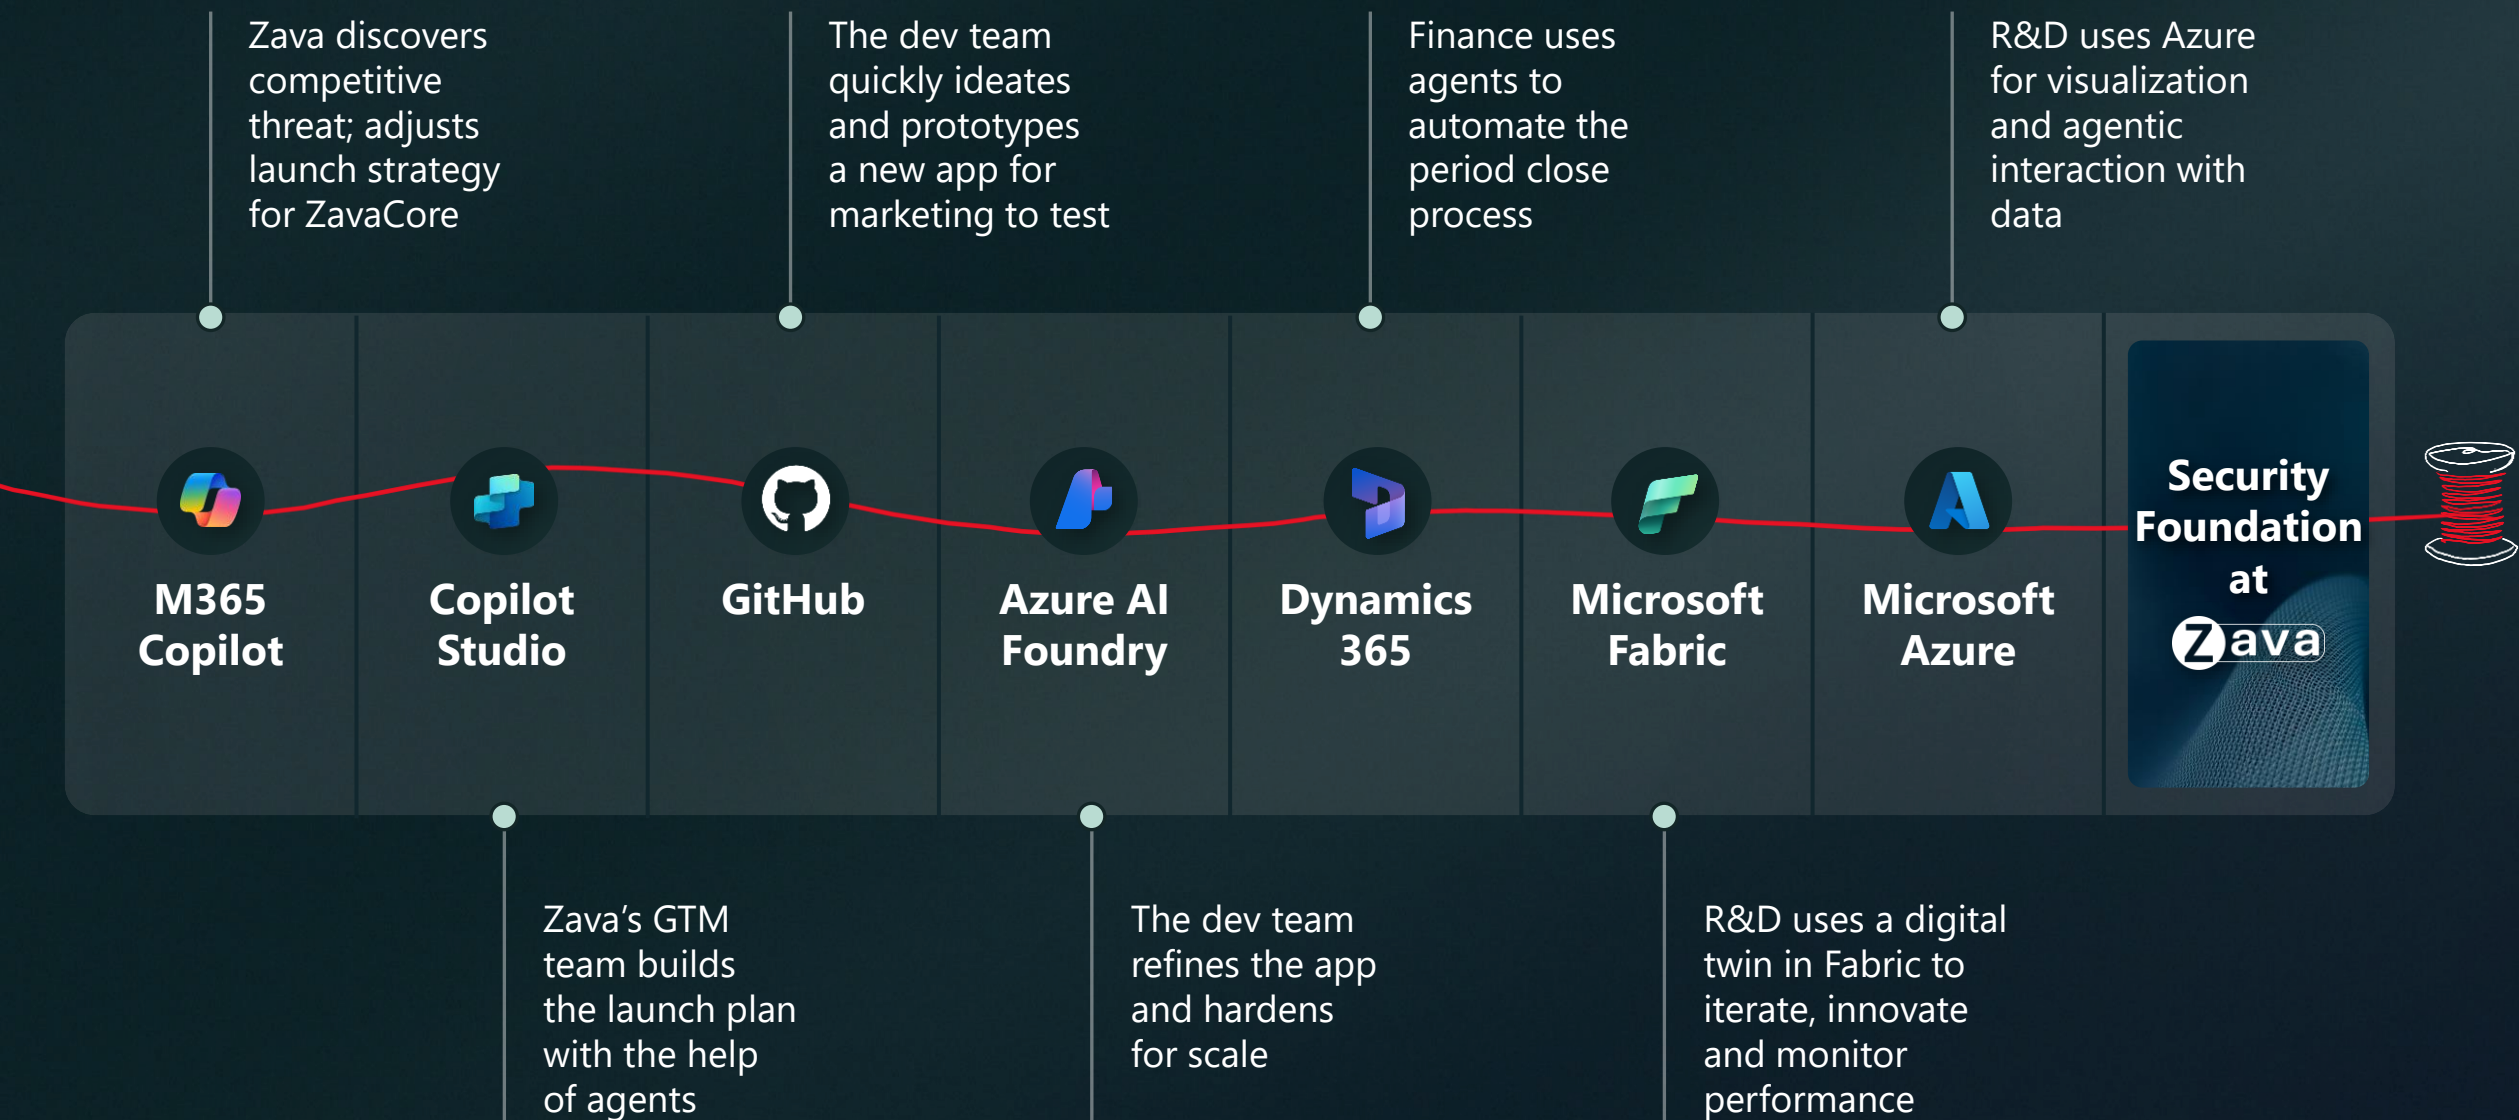 Zava discovers
competitive
threat; adjusts
launch strategy
for ZavaCore
The dev team
quickly ideates
and prototypes
a new app for
marketing to test
Finance uses
agents to
automate the
period close
process
R&D uses Azure
for visualization
and agentic
interaction with
data
M365
Copilot
Copilot
Studio
GitHub
Azure AI
Foundry
Dynamics
365
Microsoft
Fabric
Microsoft
Azure
Security
Foundation
at
Zava
Zava’s GTM
team builds
the launch plan
with the help
of agents
The dev team
refines the app
and hardens
for scale
R&D uses a digital
twin in Fabric to
iterate, innovate
and monitor
performance